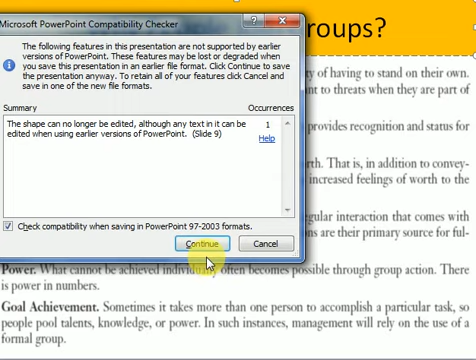 Microsoft PowerPoint Compatibility Checker
roups?
The following features in this presentation are not supported by earlier
versions of PowerPoint. These features may be lost or degraded when
you save this presentation in an earlier file format. Click Continue to save
the presentation anyway. To retain all of your features click Cancel and
save in one of the new file formats.
Summary Occurrences
The shape can no longer be edited, although any text in it can be
edited when using earlier versions of PowerPoint. (Slide 9)
1
Help
Check compatibility when saving in PowerPoint 97-2003 formats.
Continue Cancel
ty of having to stand on their own.
nt to threats when they are part of
provides recognition and status for
rth. That is, in addition to convey-
increased feelings of worth to the
gular interaction that comes with
ons are their primary source for ful-
Power. What cannot be achieved individually often becomes possible through group action. There
is power in numbers.
Goal Achievement. Sometimes it takes more than one person to accomplish a particular task, so
people pool talents, knowledge, or power. In such instances, management will rely on the use of a
formal group.